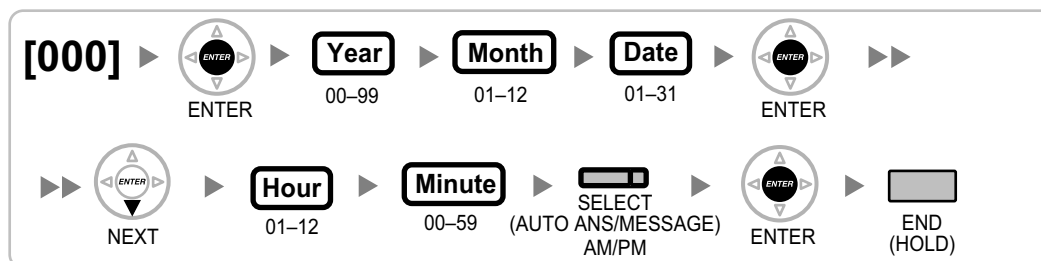 [000] ENTER Year Month Date ENTER
ENTER 00–99 01–12 01–31 ENTER
ENTER Hour Minute ENTER
NEXT 01–12 00–59 SELECT (AUTO ANS/MESSAGE) AM/PM ENTER END (HOLD)